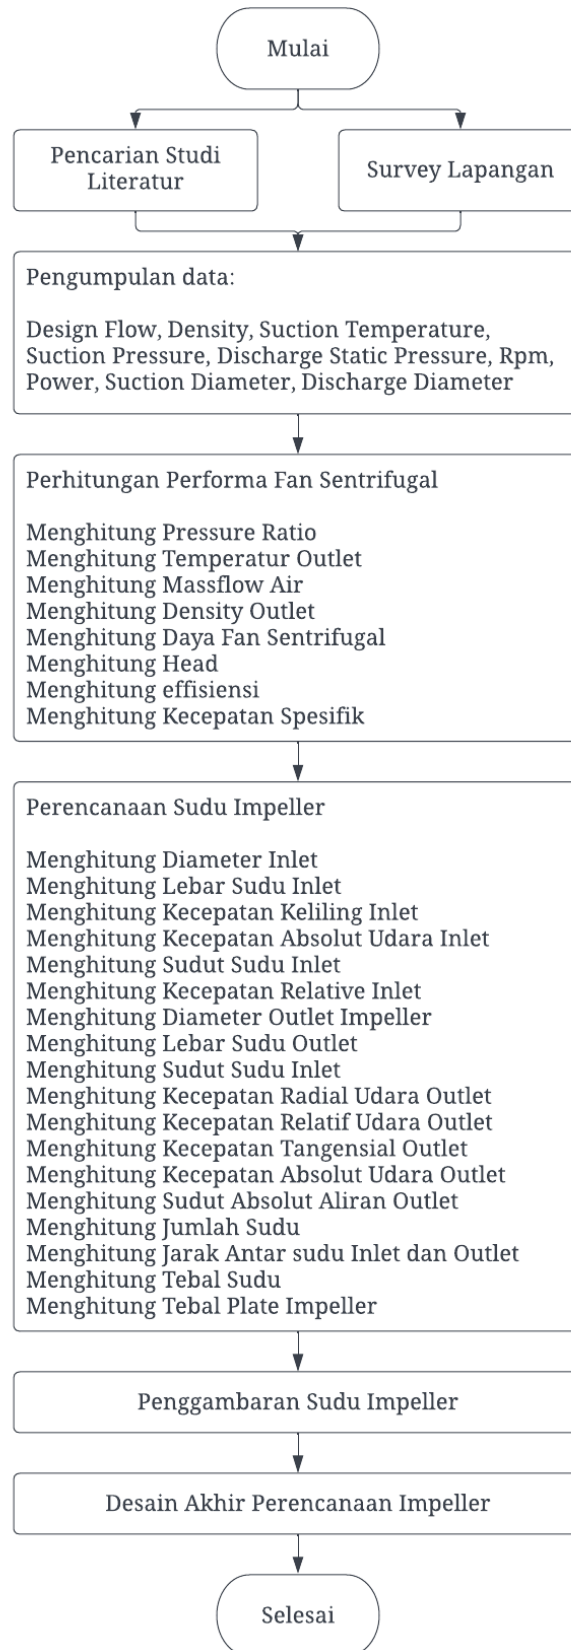 Mulai
Pencarian Studi
Literatur
Survey Lapangan
Pengumpulan data:
Design Flow, Density, Suction Temperature,
Suction Pressure, Discharge Static Pressure, Rpm,
Power, Suction Diameter, Discharge Diameter
Perhitungan Performa Fan Sentrifugal
Menghitung Pressure Ratio
Menghitung Temperatur Outlet
Menghitung Massflow Air
Menghitung Density Outlet
Menghitung Daya Fan Sentrifugal
Menghitung Head
Menghitung effisiensi
Menghitung Kecepatan Spesifik
Perencanaan Sudu Impeller
Menghitung Diameter Inlet
Menghitung Lebar Sudu Inlet
Menghitung Kecepatan Keliling Inlet
Menghitung Kecepatan Absolut Udara Inlet
Menghitung Sudut Sudu Inlet
Menghitung Kecepatan Relative Inlet
Menghitung Diameter Outlet Impeller
Menghitung Lebar Sudu Outlet
Menghitung Sudut Sudu Inlet
Menghitung Kecepatan Radial Udara Outlet
Menghitung Kecepatan Relatif Udara Outlet
Menghitung Kecepatan Tangensial Outlet
Menghitung Kecepatan Absolut Udara Outlet
Menghitung Sudut Absolut Aliran Outlet
Menghitung Jumlah Sudu
Menghitung Jarak Antar sudu Inlet dan Outlet
Menghitung Tebal Sudu
Menghitung Tebal Plate Impeller
Penggambaran Sudu Impeller
Desain Akhir Perencanaan Impeller
Selesai